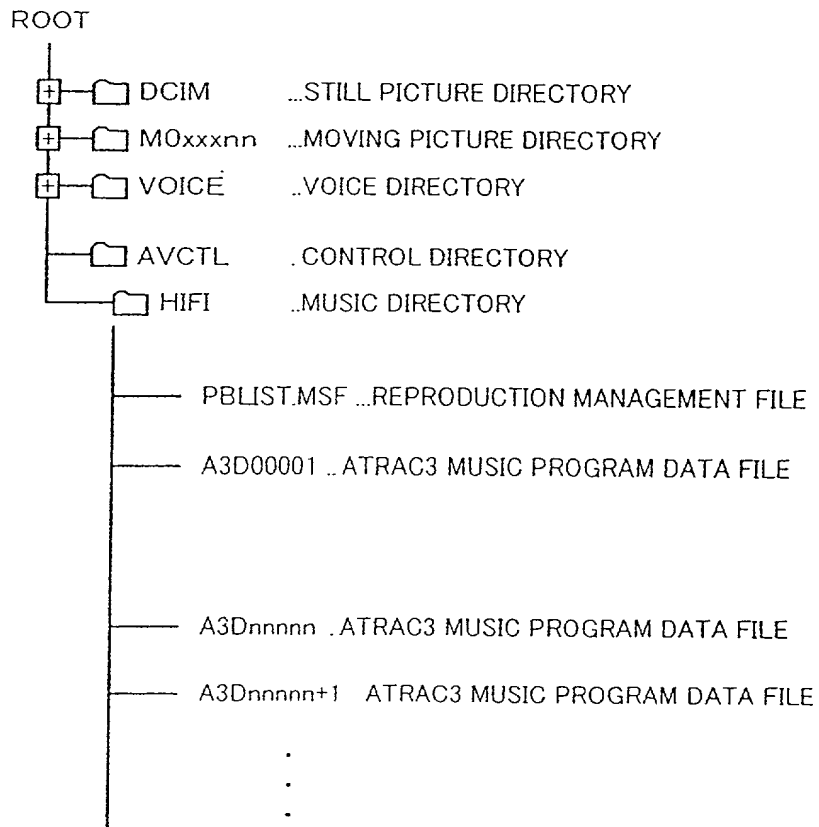 ROOT
DCIM ...STILL PICTURE DIRECTORY
MOxxxnn ...MOVING PICTURE DIRECTORY
VOICE ..VOICE DIRECTORY
AVCTL . CONTROL DIRECTORY
HIFI ..MUSIC DIRECTORY
PBLIST.MSF ...REPRODUCTION MANAGEMENT FILE
A3D00001 .. ATRAC3 MUSIC PROGRAM DATA FILE
A3Dnnnnn . ATRAC3 MUSIC PROGRAM DATA FILE
A3Dnnnnn+1 ATRAC3 MUSIC PROGRAM DATA FILE